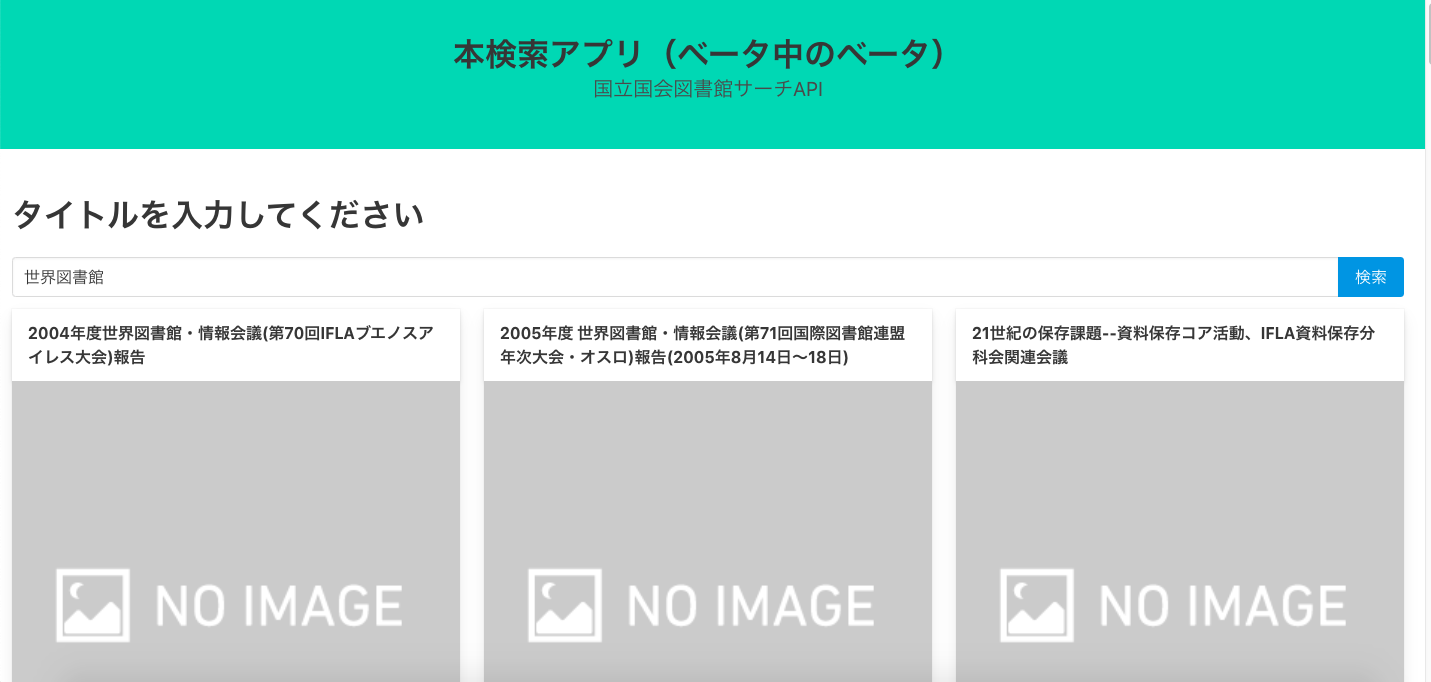 本検索アプリ（ベータ中のベータ）
国立国会図書館サーチAPI
タイトルを入力してください
世界図書館
検索
2004年度世界図書館・情報会議(第70回IFLAブエノスア
イレス大会)報告
2005年度 世界図書館・情報会議(第71回国際図書館連盟
年次大会・オスロ)報告(2005年8月14日〜18日)
21世紀の保存課題--資料保存コア活動、IFLA資料保存分
科会関連会議
NO IMAGE
NO IMAGE
NO IMAGE